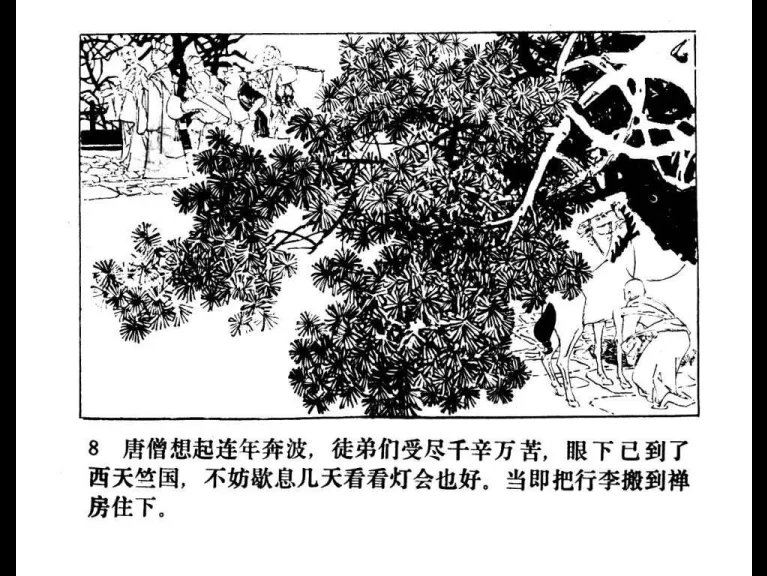 8 唐僧想起连年奔波，徒弟们受尽千辛万苦，眼下已到了
西天竺国，不妨歇息几天看看灯会也好。当即把行李搬到禅
房住下。